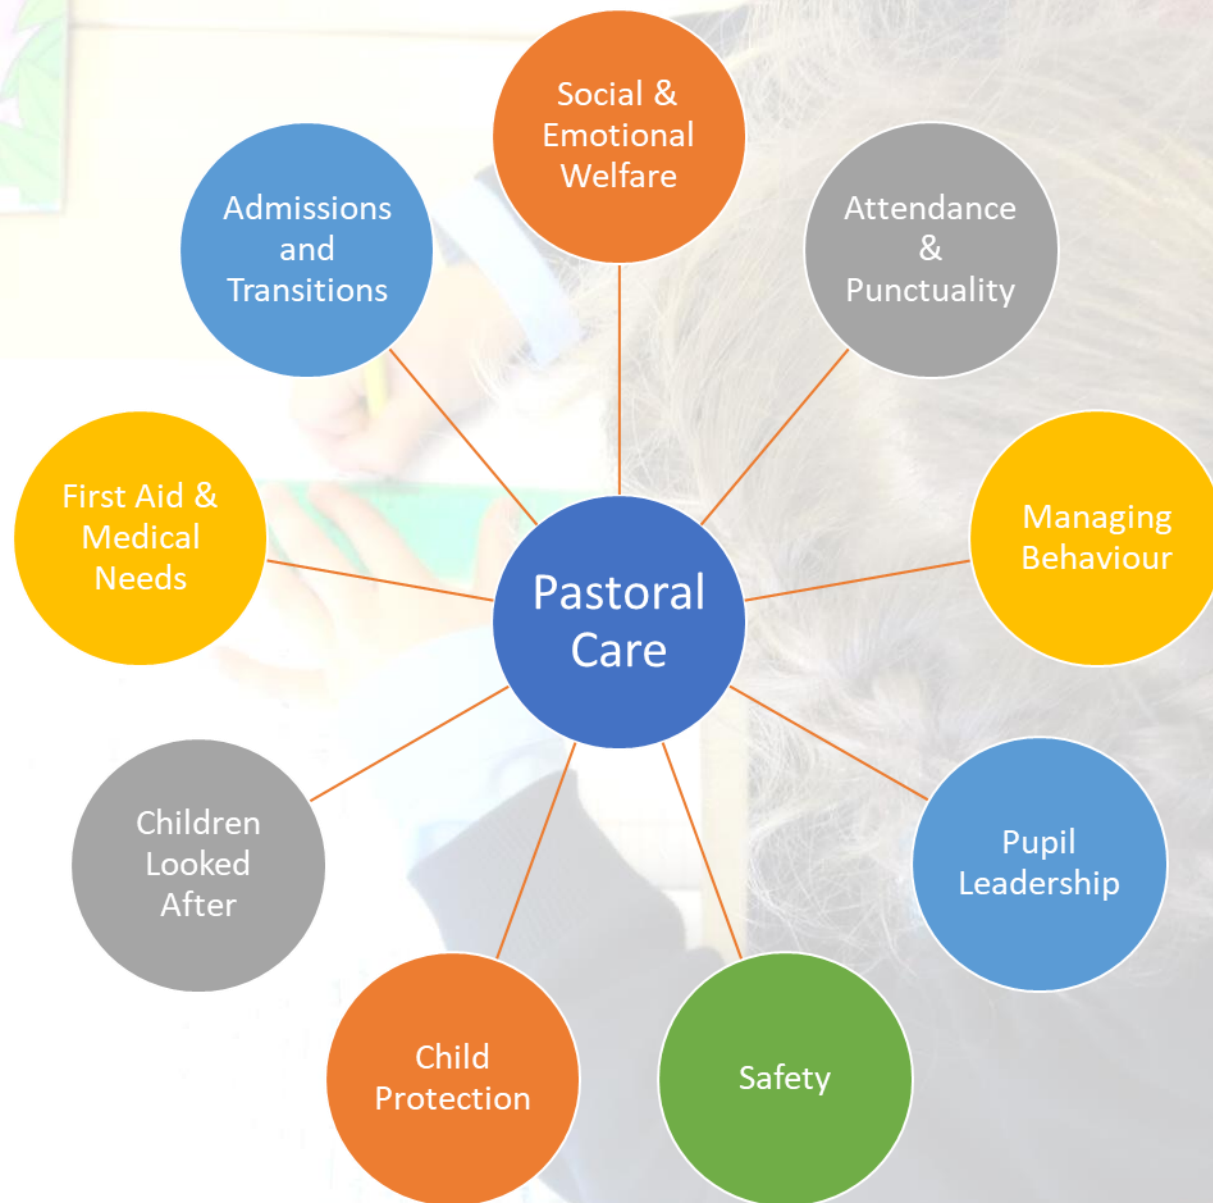 Social &
Emotional
Welfare
Attendance
&
Punctuality
Managing
Behaviour
Pupil
Leadership
Safety
Child
Protection
Children
Looked
After
First Aid &
Medical
Needs
Admissions
and
Transitions
Pastoral
Care